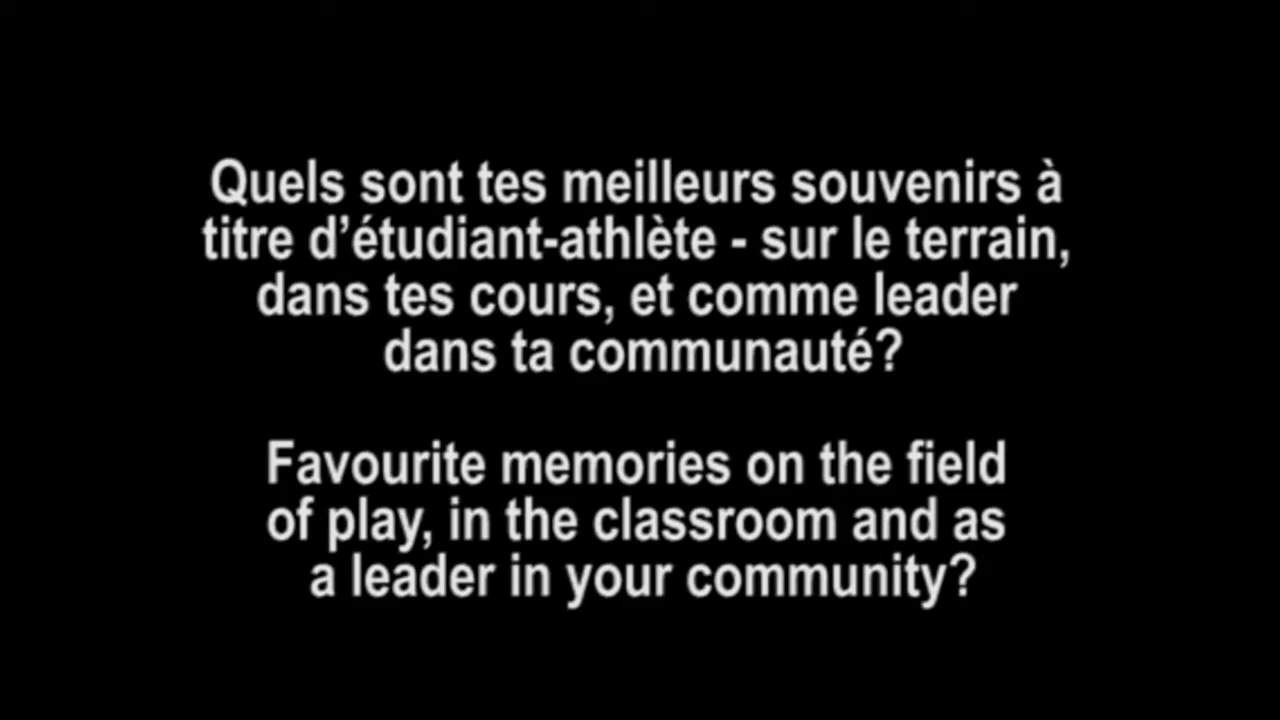 Quels sont tes meilleurs souvenirs à
titre d’étudiant-athlète - sur le terrain,
dans tes cours, et comme leader
dans ta communauté?
Favourite memories on the field
of play, in the classroom and as
a leader in your community?